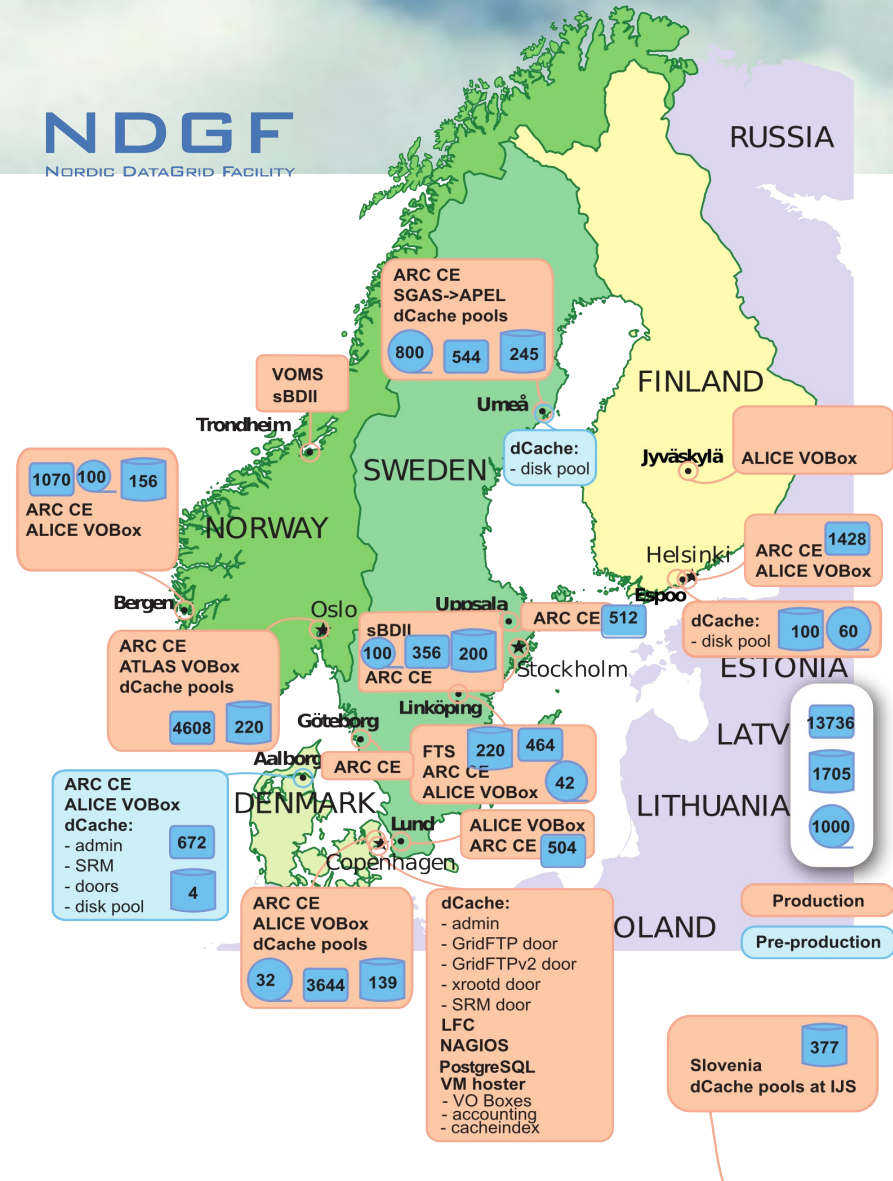 NDGF
NORDIC DATAGRID FACILITY
RUSSIA
ARC CE
SGAS->APEL
dCache pools
800
544
245
VOMS
sBDII
Trondheim
Umeå
FINLAND
dCache:
- disk pool
Jyväskylä
ALICE VOBox
SWEDEN
1070
100
156
ARC CE
ALICE VOBox
NORWAY
Helsinki
1428
ARC CE
ALICE VOBox
Espoo
Bergen
Oslo
Uppsala
ARC CE
512
dCache:
- disk pool
100
60
sBDII
100
356
200
ARC CE
ARC CE
ATLAS VOBox
dCache pools
4608
220
Stockholm
ESTONIA
Linköping
Göteborg
LATV
13736
1705
1000
FTS
220
464
ARC CE
ALICE VOBox
42
Aalborg
ARC CE
ARC CE
ALICE VOBox
dCache:
- admin
- SRM
- doors
- disk pool
672
4
DENMARK
LITHUANIA
Lund
ALICE VOBox
ARC CE
504
Copenhagen
Production
Pre-production
OLAND
ARC CE
ALICE VOBox
dCache pools
32
3644
139
dCache:
- admin
- GridFTP door
- GridFTPv2 door
- xrootd door
- SRM door
LFC
NAGIOS
PostgreSQL
VM hoster
- VO Boxes
- accounting
- cacheindex
377
Slovenia
dCache pools at IJS